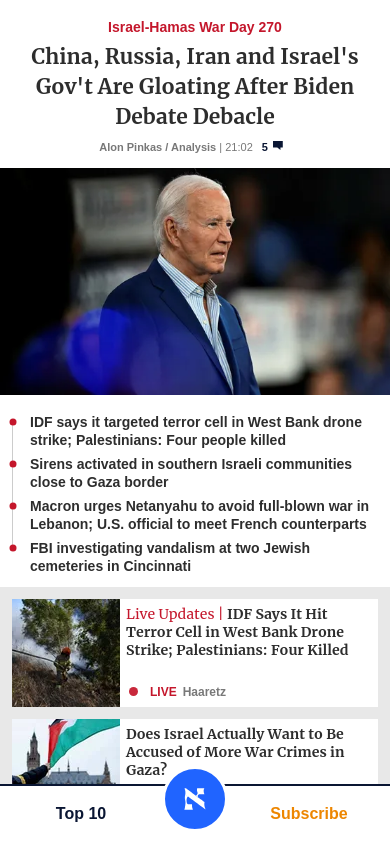 Israel-Hamas War Day 270
China, Russia, Iran and Israel's
Gov't Are Gloating After Biden
Debate Debacle
Alon Pinkas / Analysis | 21:02 5
IDF says it targeted terror cell in West Bank drone
strike; Palestinians: Four people killed
Sirens activated in southern Israeli communities
close to Gaza border
Macron urges Netanyahu to avoid full-blown war in
Lebanon; U.S. official to meet French counterparts
FBI investigating vandalism at two Jewish
cemeteries in Cincinnati
Live Updates | IDF Says It Hit
Terror Cell in West Bank Drone
Strike; Palestinians: Four Killed
LIVE Haaretz
Does Israel Actually Want to Be
Accused of More War Crimes in
Gaza?
Top 10
Subscribe